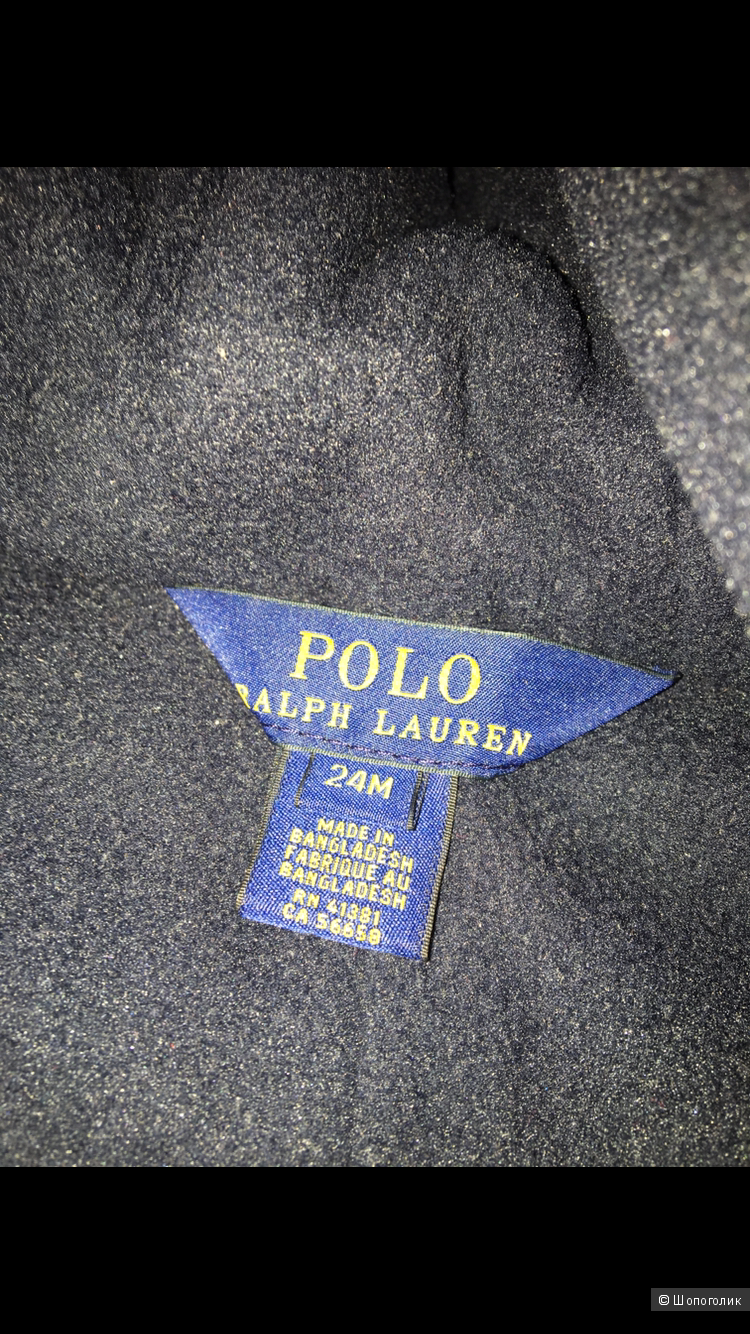 POLO
RALPH LAUREN
24M
MADE IN
BANGLADESH
FABRIQUE AU
BANGLADESH
RN 41381
CA 56658
© Шопоголик